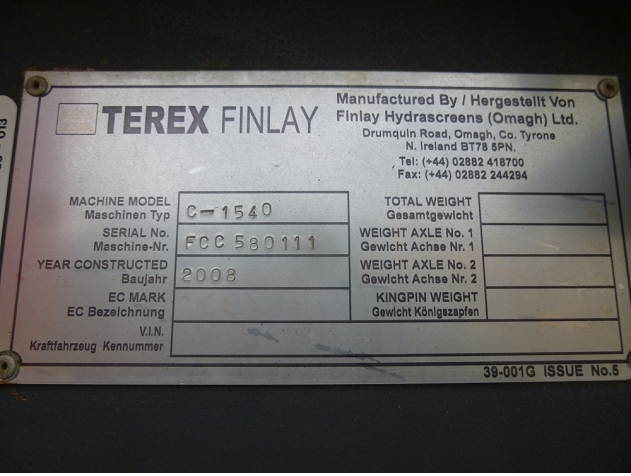 TEREX FINLAY
Manufactured By / Hergestellt Von
Finlay Hydrascreens (Omagh) Ltd.
Drumquin Road, Omagh, Co. Tyrone
N. Ireland BT78 5PN.
Tel: (+44) 02882 418700
Fax: (+44) 02882 244294
MACHINE MODEL C-1540
Maschinen Typ
SERIAL No. FCC580111
Maschine-Nr.
YEAR CONSTRUCTED 2008
Baujahr
EC MARK
EC Bezeichnung
V.I.N.
Kraftfahrzeug Kennummer
TOTAL WEIGHT
Gesamtgewicht
WEIGHT AXLE No. 1
Gewicht Achse Nr. 1
WEIGHT AXLE No. 2
Gewicht Achse Nr. 2
KINGPIN WEIGHT
Gewicht Königszapfen
39-001G ISSUE No.5